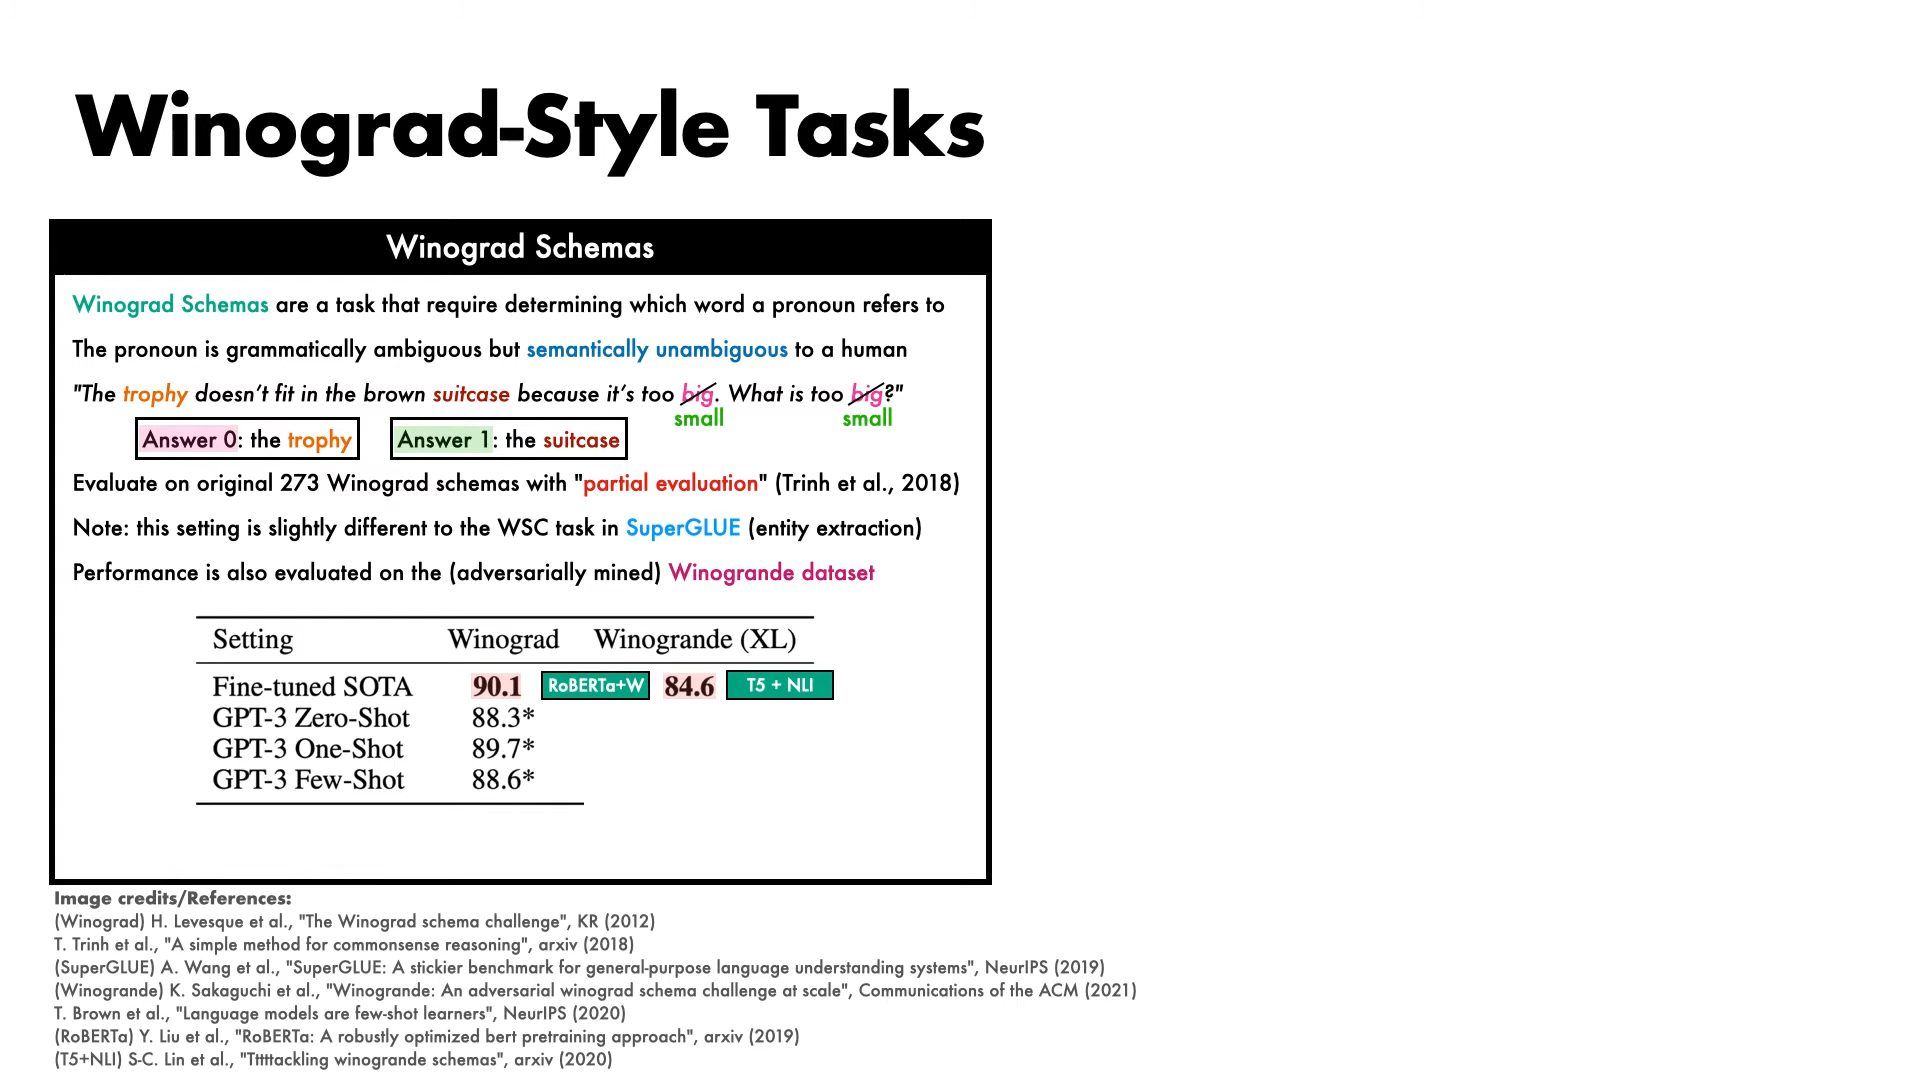 Winograd-Style Tasks
Winograd Schemas
Winograd Schemas are a task that require determining which word a pronoun refers to
The pronoun is grammatically ambiguous but semantically unambiguous to a human
"The trophy doesn't fit in the brown suitcase because it's too big. What is too big?"
small small
Answer 0: the trophy Answer 1: the suitcase
Evaluate on original 273 Winograd schemas with "partial evaluation" (Trinh et al., 2018)
Note: this setting is slightly different to the WSC task in SuperGLUE (entity extraction)
Performance is also evaluated on the (adversarially mined) Winogrande dataset
Setting Winograd Winogrande (XL)
Fine-tuned SOTA 90.1 RoBERTa+W 84.6 T5 + NLI
GPT-3 Zero-Shot 88.3*
GPT-3 One-Shot 89.7*
GPT-3 Few-Shot 88.6*
Image credits/References:
(Winograd) H. Levesque et al., "The Winograd schema challenge", KR (2012)
T. Trinh et al., "A simple method for commonsense reasoning", arxiv (2018)
(SuperGLUE) A. Wang et al., "SuperGLUE: A stickier benchmark for general-purpose language understanding systems", NeurIPS (2019)
(Winogrande) K. Sakaguchi et al., "Winogrande: An adversarial winograd schema challenge at scale", Communications of the ACM (2021)
T. Brown et al., "Language models are few-shot learners", NeurIPS (2020)
(RoBERTa) Y. Liu et al., "RoBERTa: A robustly optimized bert pretraining approach", arxiv (2019)
(T5+NLI) S-C. Lin et al., "Tttttackling winogrande schemas", arxiv (2020)